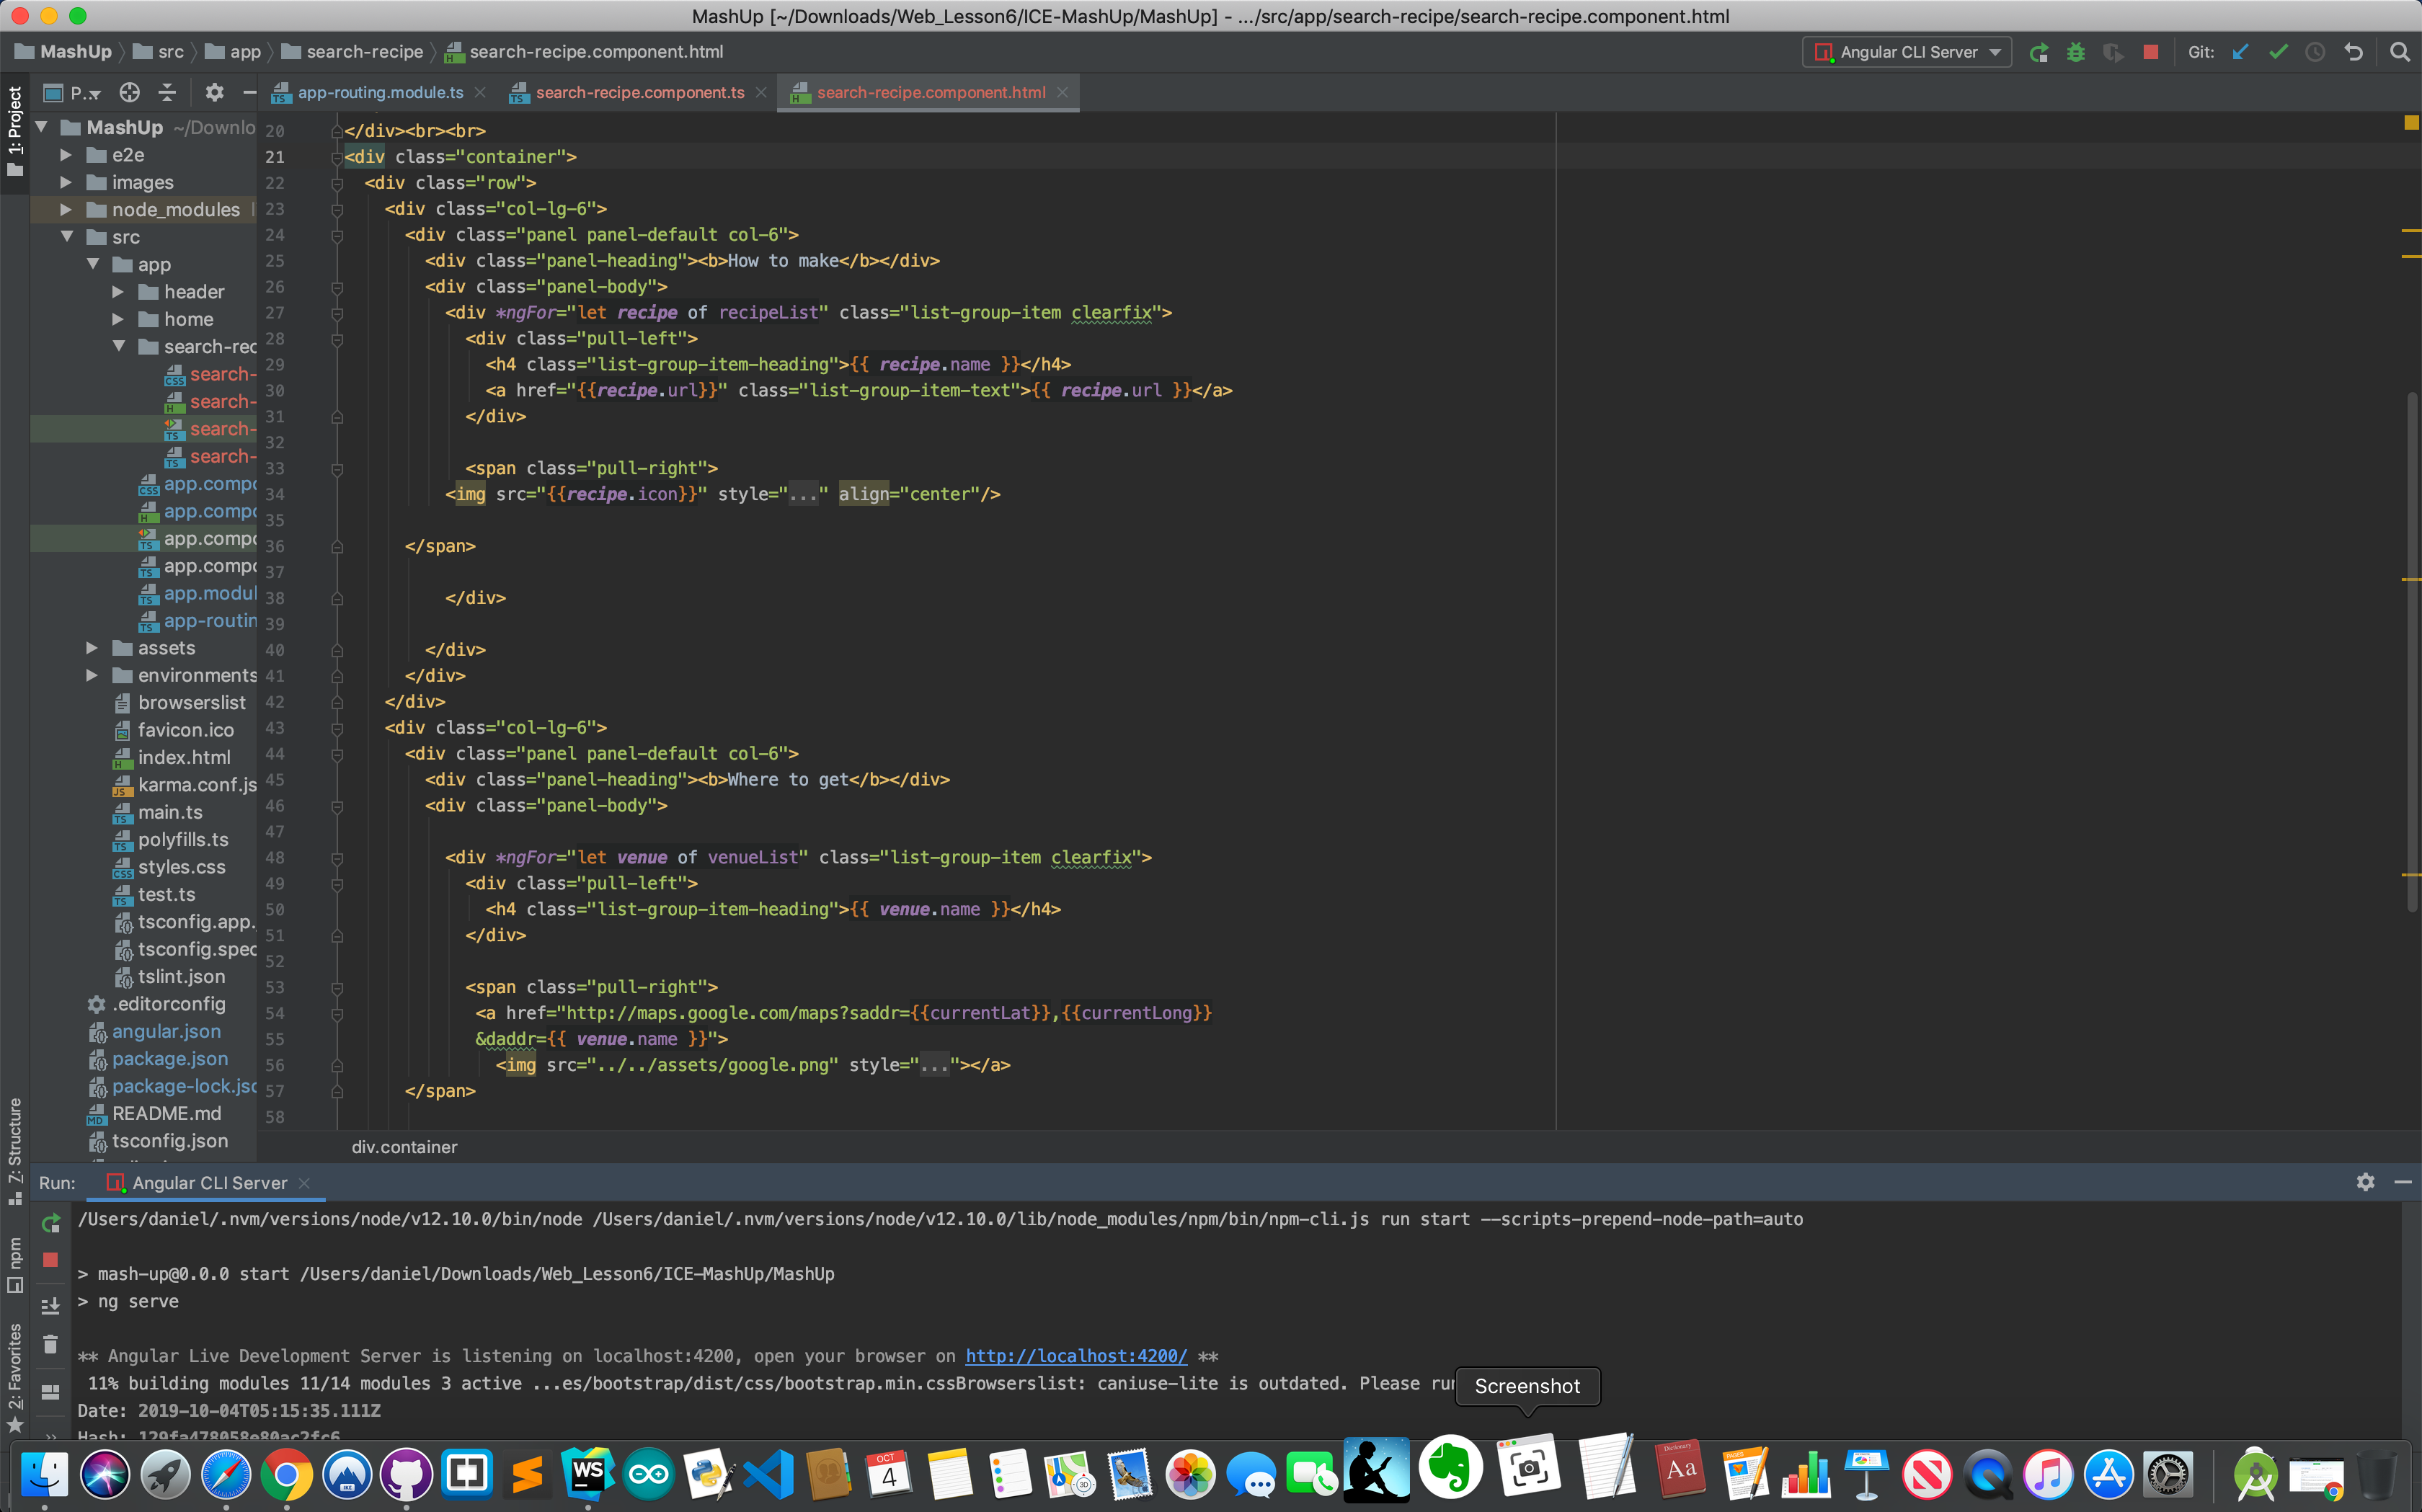 MashUp [~/Downloads/Web_Lesson6/ICE-MashUp/MashUp] - .../src/app/search-recipe/search-recipe.component.html
MashUp src app search-recipe search-recipe.component.html
Angular CLI Server
Git:
1: Project
P..
app-routing.module.ts
search-recipe.component.ts
search-recipe.component.html
MashUp ~/Downlo
e2e
images
node_modules
src
app
header
home
search-rec
search-
search-
search-
search-
app.compo
app.compo
app.compo
app.compo
app.modul
app-routin
assets
environments
browserslist
favicon.ico
index.html
karma.conf.js
main.ts
polyfills.ts
styles.css
test.ts
tsconfig.app.
tsconfig.spec
tslint.json
.editorconfig
angular.json
package.json
package-lock.jsc
README.md
tsconfig.json
20 </div><br><br>
21 <div class="container">
22 <div class="row">
23 <div class="col-lg-6">
24 <div class="panel panel-default col-6">
25 <div class="panel-heading"><b>How to make</b></div>
26 <div class="panel-body">
27 <div *ngFor="let recipe of recipeList" class="list-group-item clearfix">
28 <div class="pull-left">
29 <h4 class="list-group-item-heading">{{ recipe.name }}</h4>
30 <a href="{{recipe.url}}" class="list-group-item-text">{{ recipe.url }}</a>
31 </div>
32
33 <span class="pull-right">
34 <img src="{{recipe.icon}}" style="..." align="center"/>
35
36 </span>
37
38 </div>
39
40 </div>
41 </div>
42 </div>
43 <div class="col-lg-6">
44 <div class="panel panel-default col-6">
45 <div class="panel-heading"><b>Where to get</b></div>
46 <div class="panel-body">
47
48 <div *ngFor="let venue of venueList" class="list-group-item clearfix">
49 <div class="pull-left">
50 <h4 class="list-group-item-heading">{{ venue.name }}</h4>
51 </div>
52
53 <span class="pull-right">
54 <a href="http://maps.google.com/maps?saddr={{currentLat}},{{currentLong}}
55 &daddr={{ venue.name }}">
56 <img src="../../assets/google.png" style="..."></a>
57 </span>
58
div.container
Z: Structure
npm
2: Favorites
Run: Angular CLI Server
/Users/daniel/.nvm/versions/node/v12.10.0/bin/node /Users/daniel/.nvm/versions/node/v12.10.0/lib/node_modules/npm/bin/npm-cli.js run start --scripts-prepend-node-path=auto
> mash-up@0.0.0 start /Users/daniel/Downloads/Web_Lesson6/ICE-MashUp/MashUp
> ng serve
** Angular Live Development Server is listening on localhost:4200, open your browser on http://localhost:4200/ **
11% building modules 11/14 modules 3 active ...es/bootstrap/dist/css/bootstrap.min.cssBrowserslist: caniuse-lite is outdated. Please run
Date: 2019-10-04T05:15:35.111Z
Hash: 129fa478058e80ac2fc6
Screenshot
WS
OCT
4
Aa